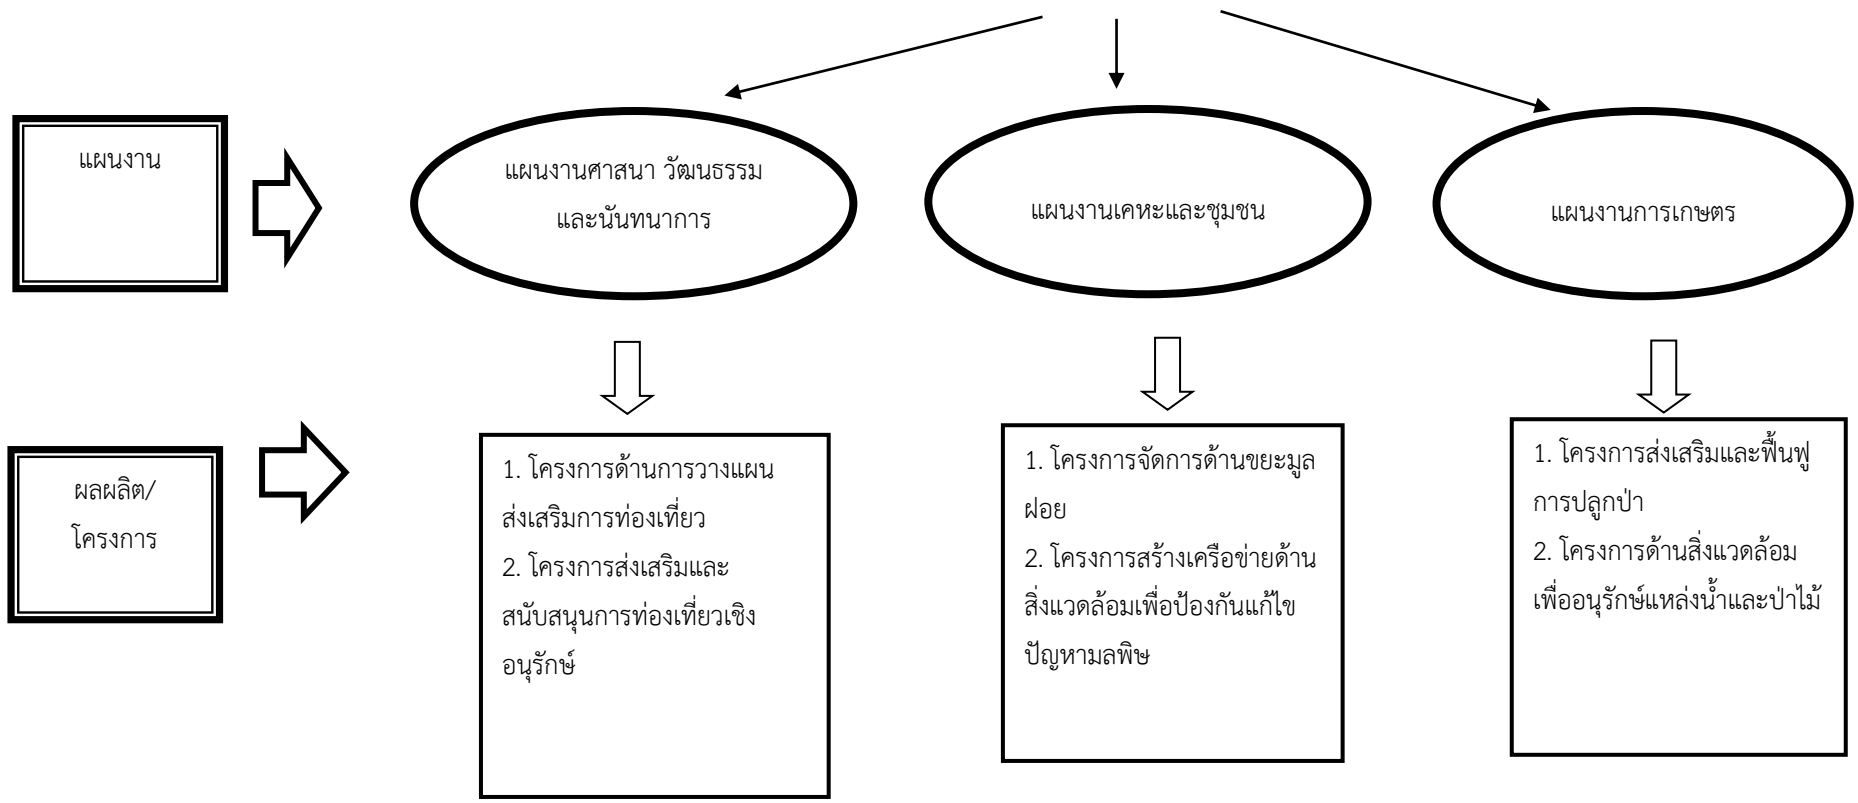 แผนงาน
แผนงานศาสนา วัฒนธรรม
และนันทนาการ
แผนงานเคหะและชุมชน
แผนงานการเกษตร
ผลผลิต/
โครงการ
1. โครงการด้านการวางแผน
ส่งเสริมการท่องเที่ยว
2. โครงการส่งเสริมและ
สนับสนุนการท่องเที่ยวเชิง
อนุรักษ์
1. โครงการจัดการด้านขยะมูล
ฝอย
2. โครงการสร้างเครือข่ายด้าน
สิ่งแวดล้อมเพื่อป้องกันแก้ไข
ปัญหามลพิษ
1. โครงการส่งเสริมและฟื้นฟู
การปลูกป่า
2. โครงการด้านสิ่งแวดล้อม
เพื่ออนุรักษ์แหล่งน้ำและป่าไม้